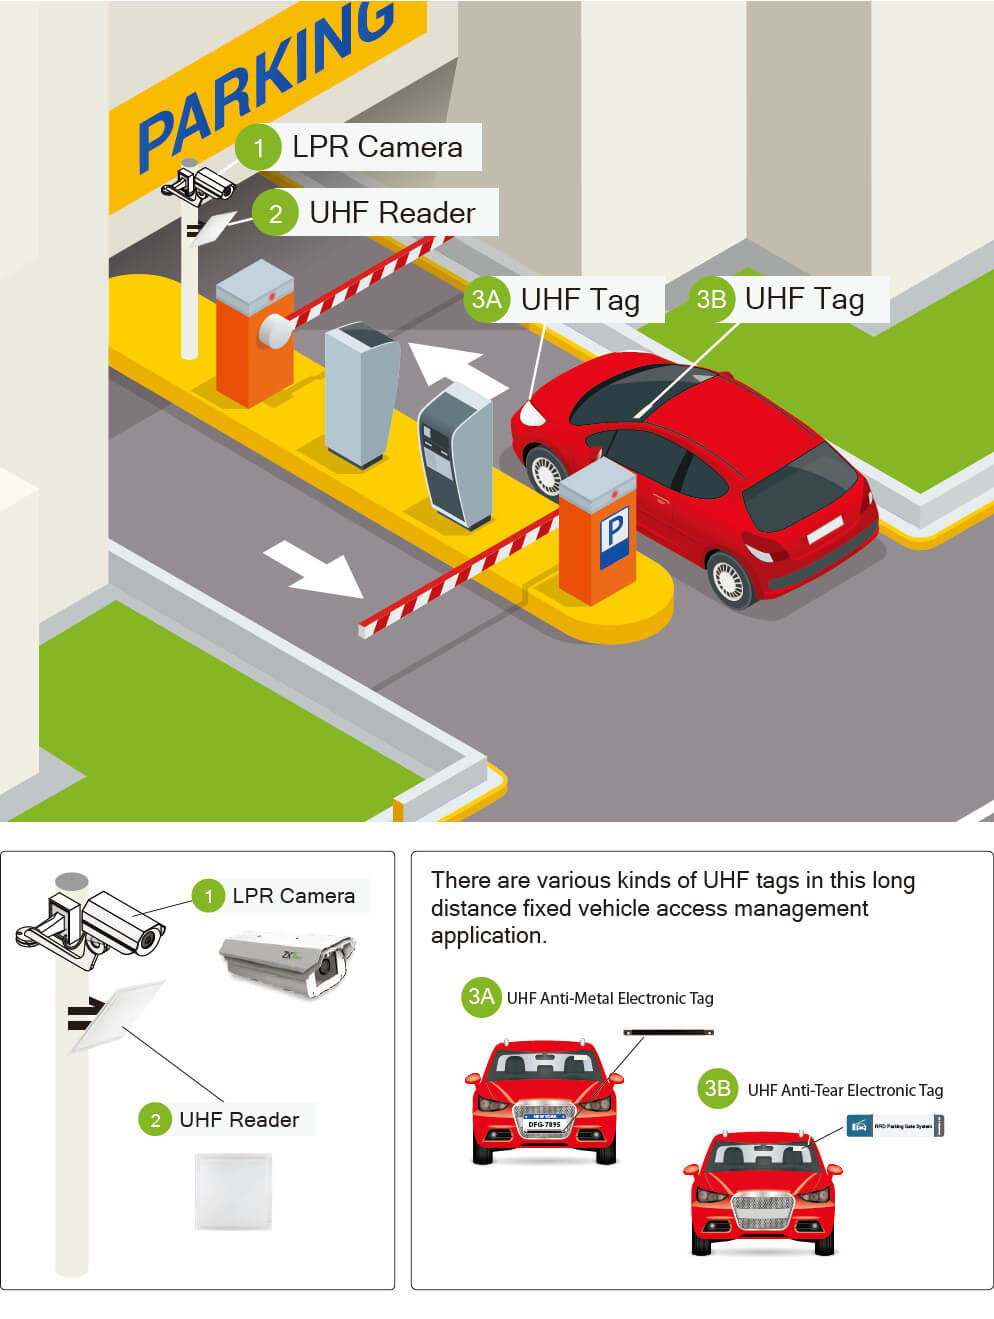 PARKING
1 LPR Camera
2 UHF Reader
3A UHF Tag
3B UHF Tag
P
1 LPR Camera
ZK
2 UHF Reader
There are various kinds of UHF tags in this long
distance fixed vehicle access management
application.
3A UHF Anti-Metal Electronic Tag
NEW YORK
DFG-7895
3B UHF Anti-Tear Electronic Tag
RFID Parking Gate System